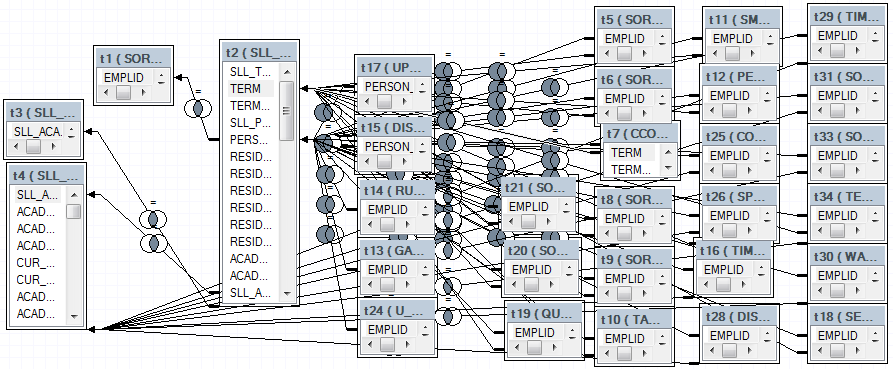 t1 ( SOR...
EMPLID
t2 ( SLL_...
SLL_T...
TERM
TERM...
SLL_P...
PERS...
RESID...
RESID...
RESID...
RESID...
RESID...
ACAD...
ACAD...
SLL_A...
t3 ( SLL_...
SLL_ACA...
t4 ( SLL_...
SLL_A...
ACAD...
ACAD...
ACAD...
ACAD...
CUR_...
CUR_...
ACAD...
ACAD...
t17 ( UP...
PERSON_
t15 ( DIS...
PERSON_
t14 ( RU...
EMPLID
t13 ( GA...
EMPLID
t24 ( U_...
EMPLID
=
=
=
=
=
=
=
t21 ( SO...
EMPLID
t20 ( SO...
EMPLID
t19 ( QU...
EMPLID
t5 ( SOR...
EMPLID
t6 ( SOR...
EMPLID
t7 ( CCO...
TERM
TERM...
t8 ( SOR...
EMPLID
t9 ( SOR...
EMPLID
t10 ( TA...
EMPLID
t11 ( SM...
EMPLID
t12 ( PE...
EMPLID
t25 ( CO...
EMPLID
t26 ( SP...
EMPLID
t16 ( TIM...
EMPLID
t28 ( DIS...
EMPLID
t29 ( TIM...
EMPLID
t31 ( SO...
EMPLID
t33 ( SO...
EMPLID
t34 ( TE...
EMPLID
t30 ( WA...
EMPLID
t18 ( SE...
EMPLID